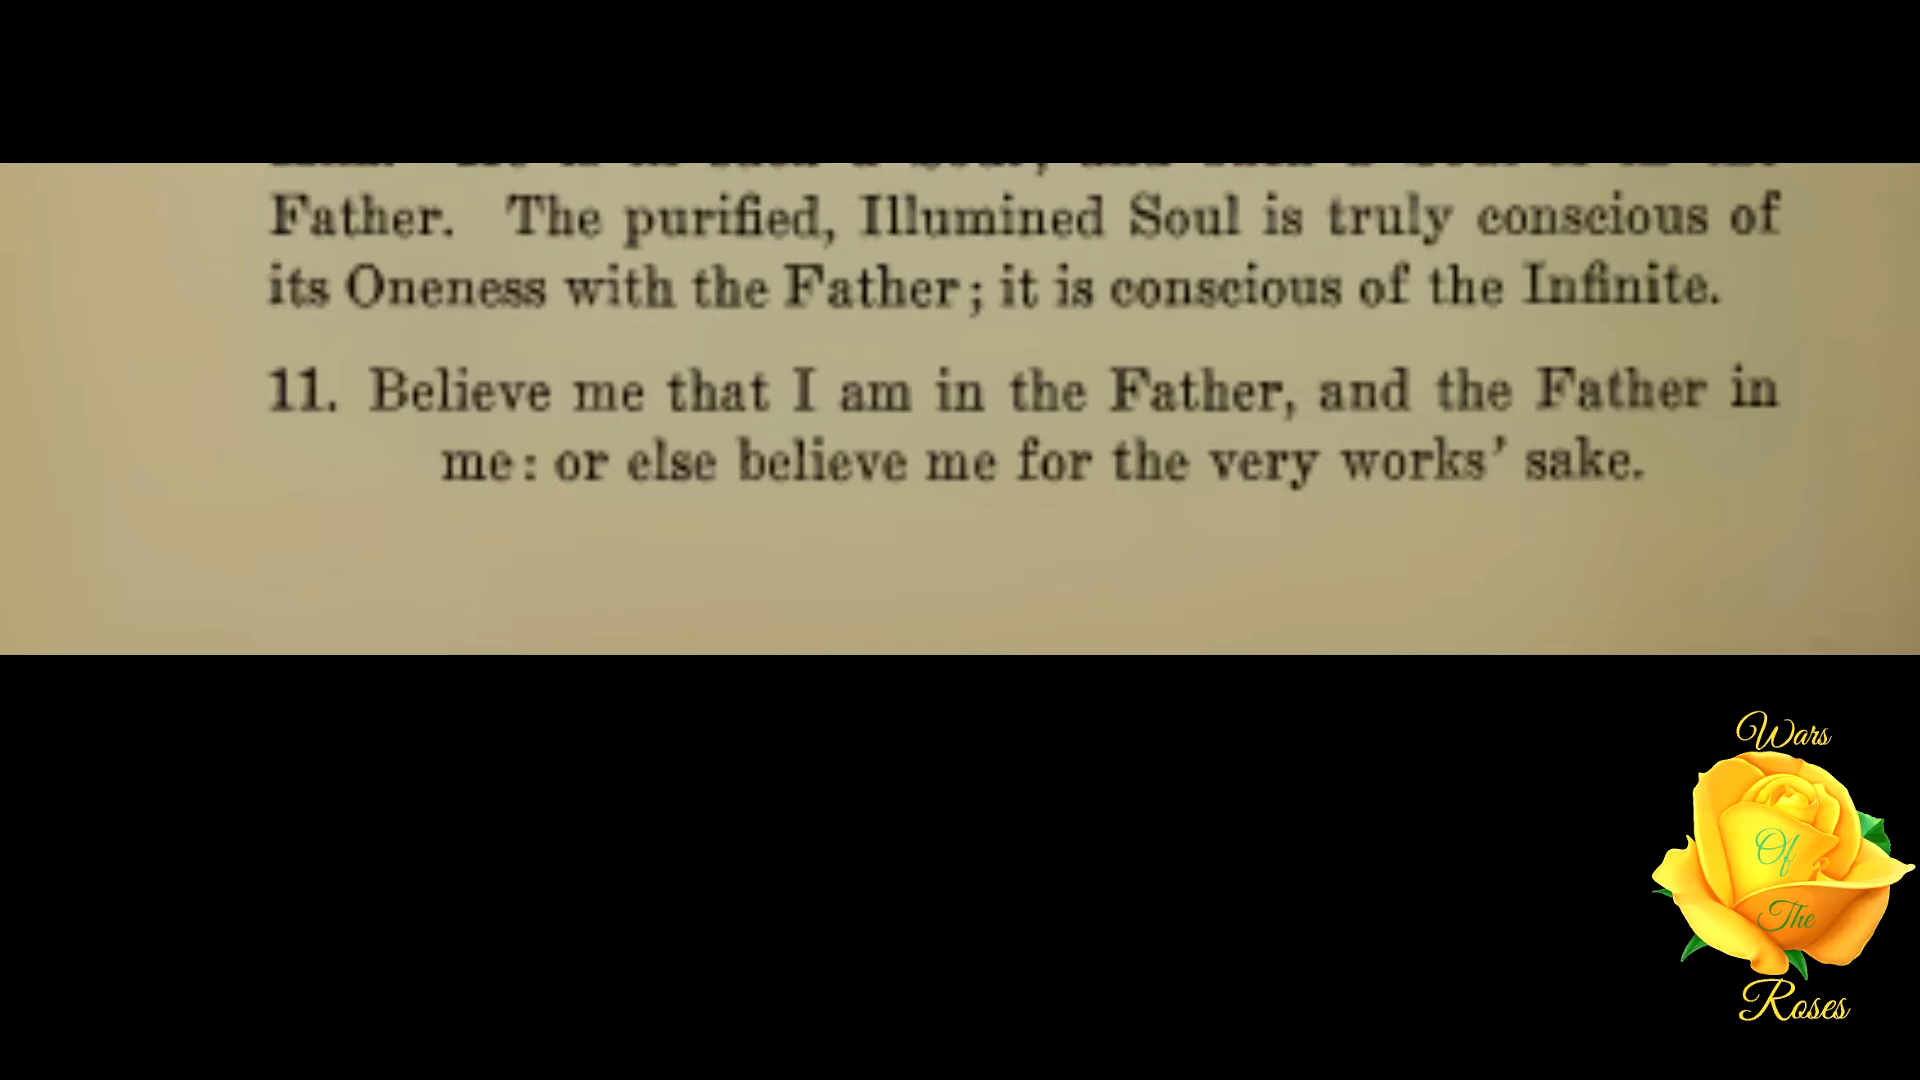 Father. The purified, Illumined Soul is truly conscious of
its Oneness with the Father; it is conscious of the Infinite.
11. Believe me that I am in the Father, and the Father in
me: or else believe me for the very works' sake.
Wars
Of
The
Roses